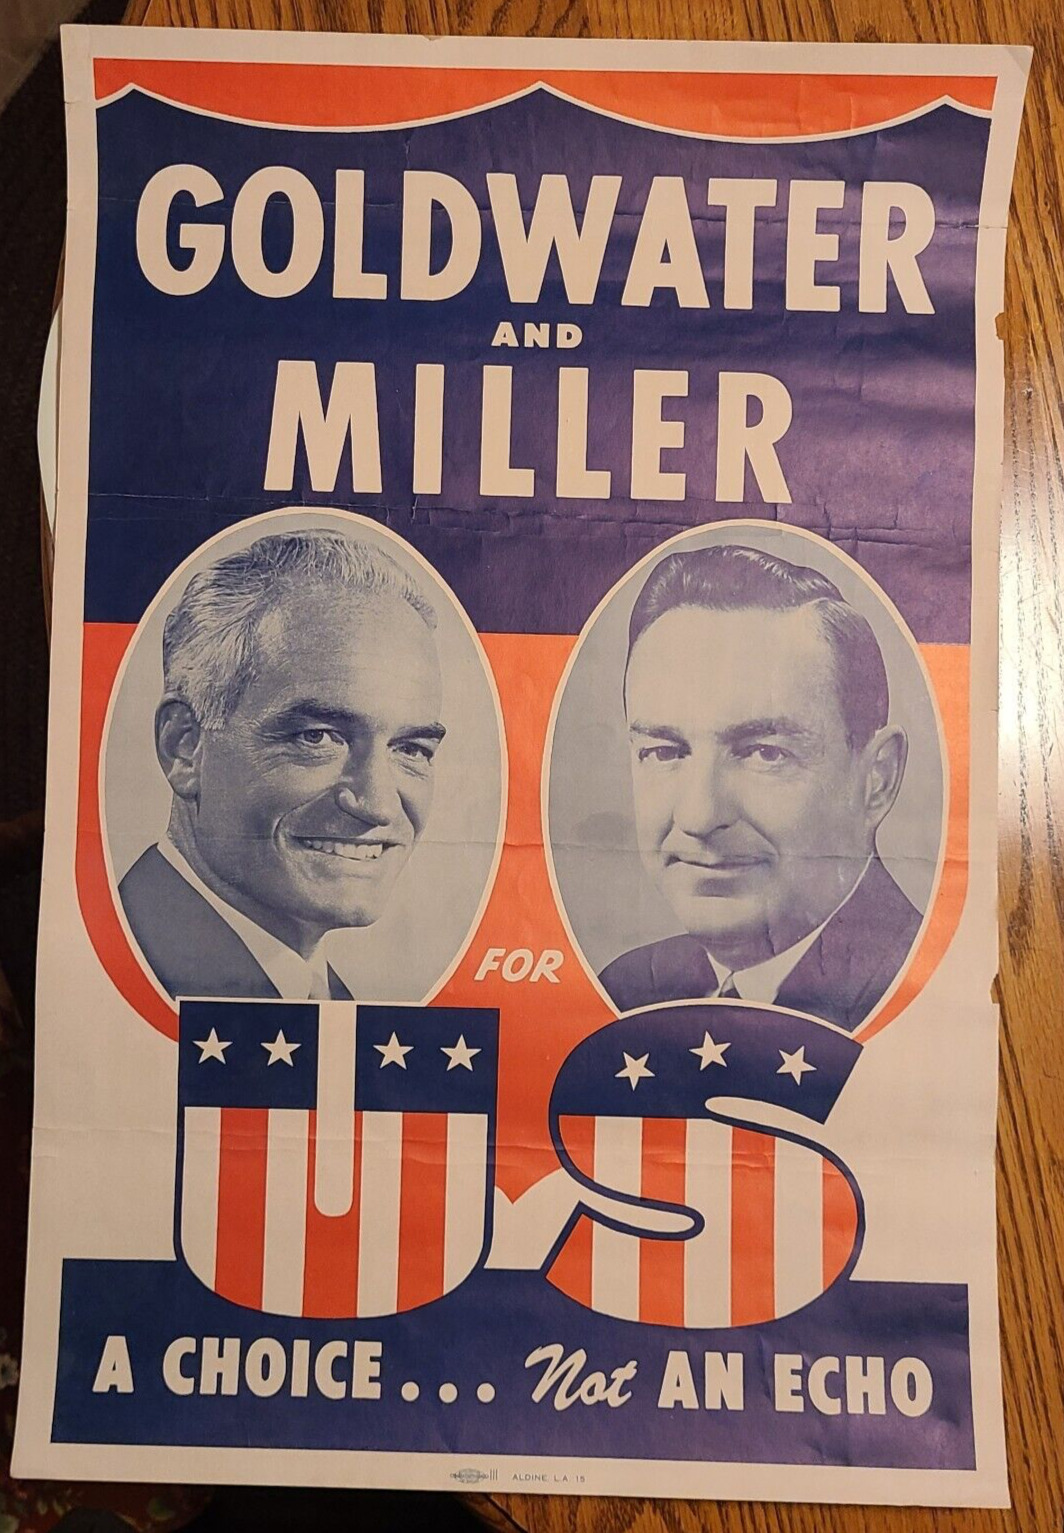 GOLDWATER
AND
MILLER
FOR
US
A CHOICE... Not AN ECHO
ALDINE L.A. 15